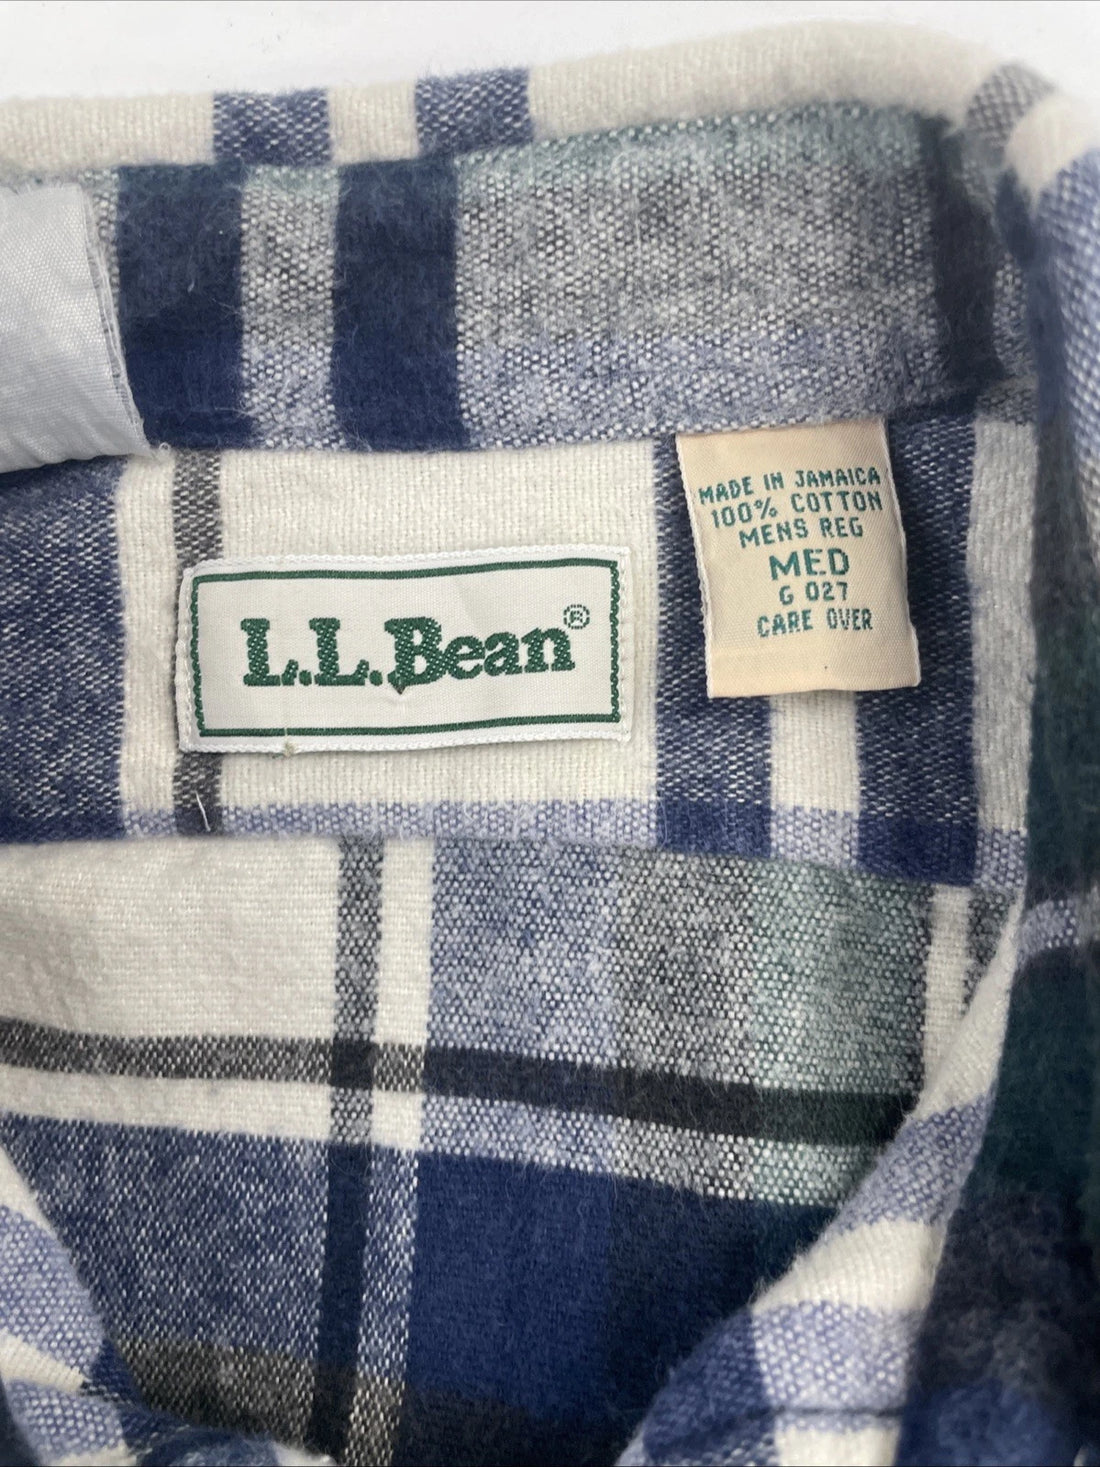 L.L.Bean®
MADE IN JAMAICA
100% COTTON
MENS REG
MED
G 027
CARE OVER